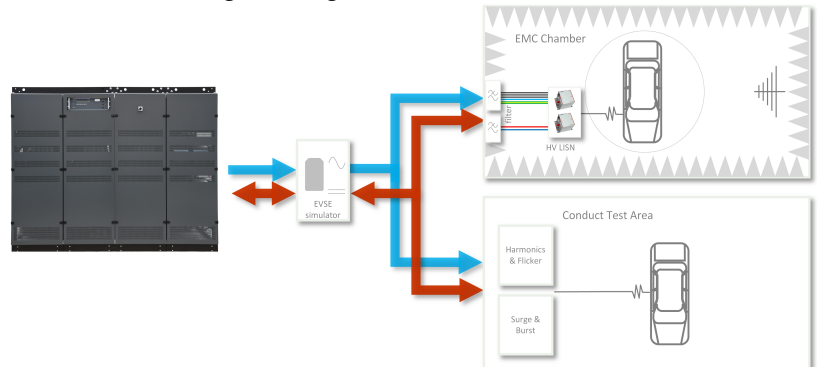 EMC Chamber
filter
HV LISN
EVSE
simulator
Conduct Test Area
Harmonics
& Flicker
Surge &
Burst